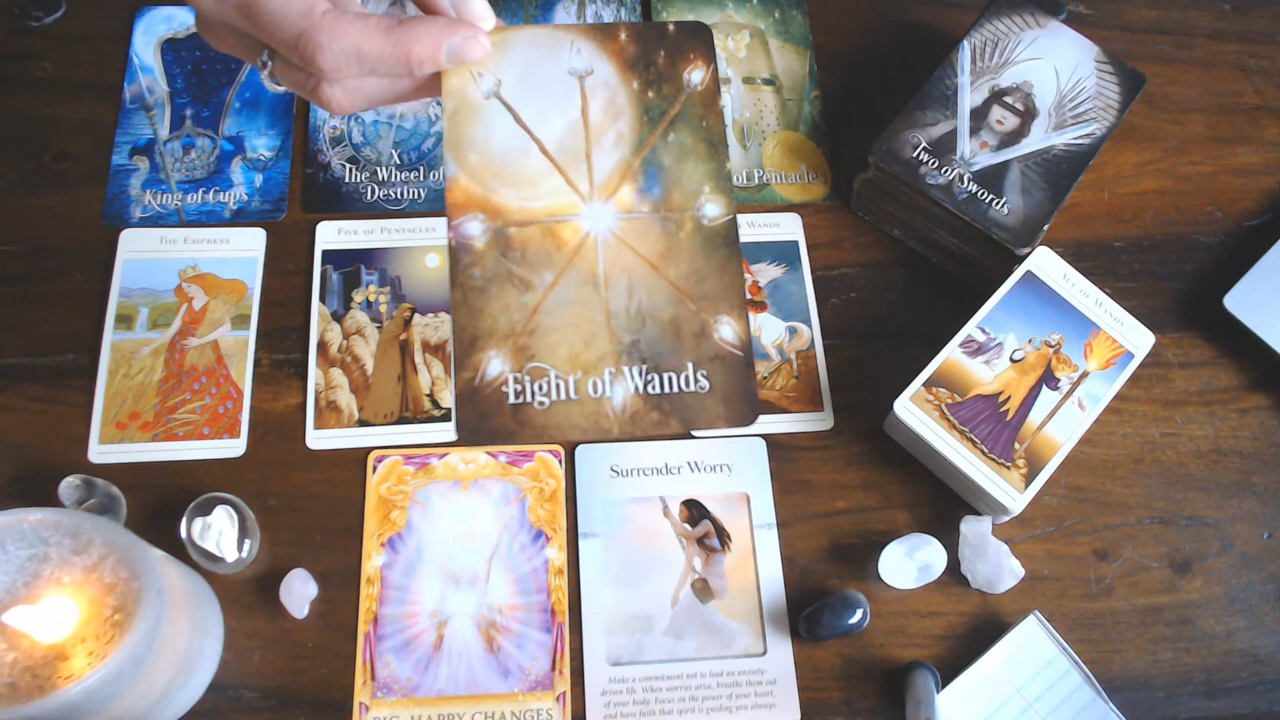 King of Cups
X
The Wheel of
Destiny
of Pentacles
Two of Swords
The Empress
Five of Pentacles
Wands
Ace of Wands
Eight of Wands
Surrender Worry
Make a commitment not to lead an anxiety-
driven life. When worries arise, breathe them out
of your body. Focus on the power of your heart,
and have faith that spirit is guiding you always
BIG, HAPPY CHANGES